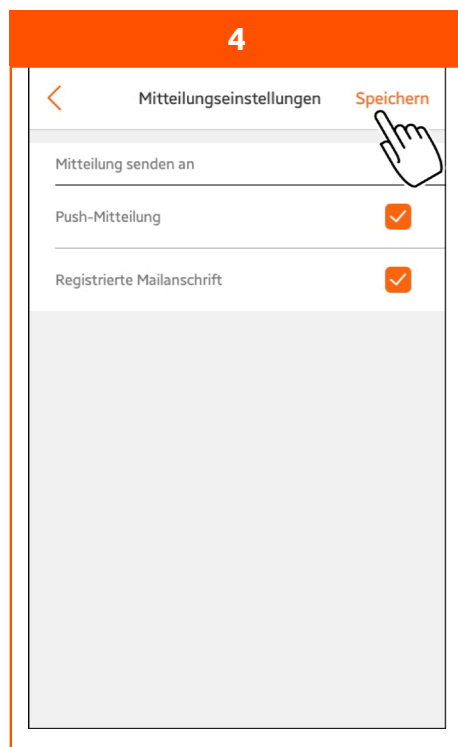 4
Mitteilungseinstellungen Speichern
Mitteilung senden an
Push-Mitteilung
Registrierte Mailanschrift